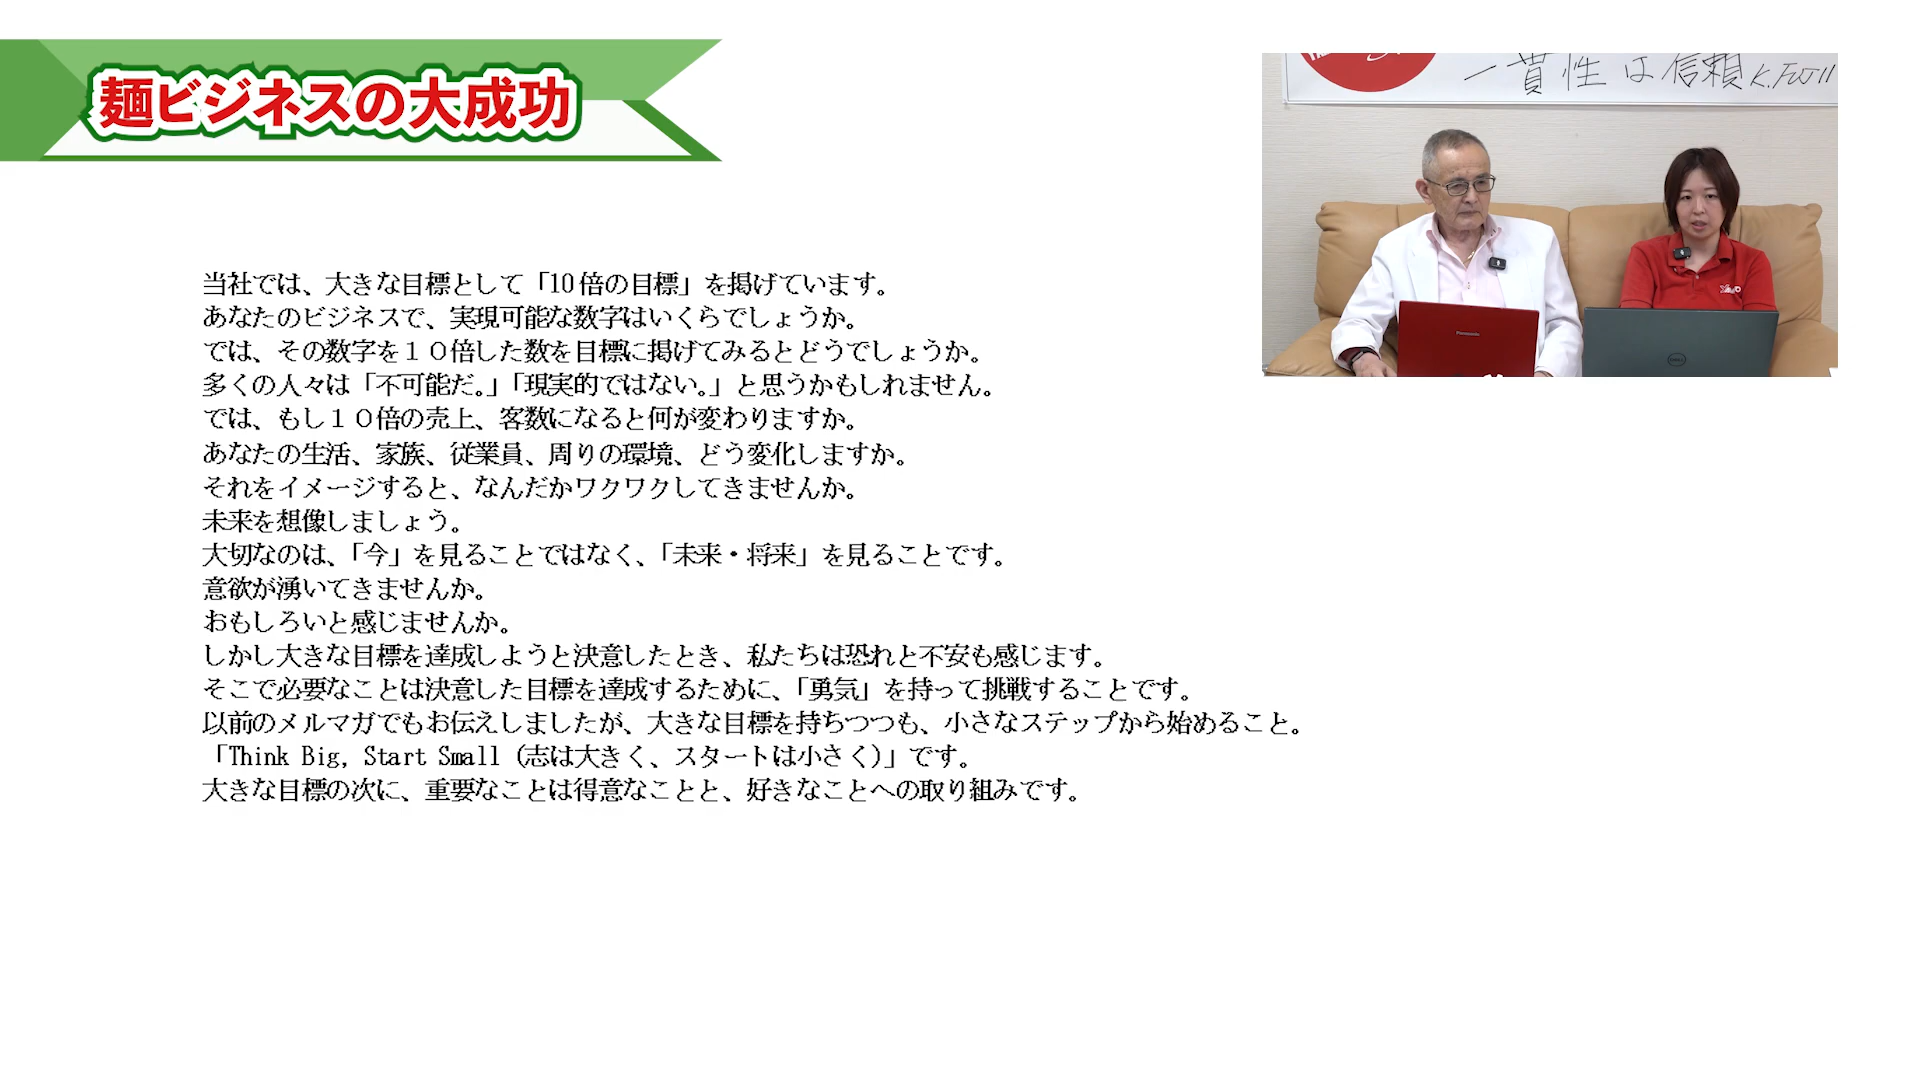 麺ビジネスの大成功
一貫性は信頼 K.FUJII
当社では、大きな目標として「10倍の目標」を掲げています。
あなたのビジネスで、実現可能な数字はいくらでしょうか。
では、その数字を１０倍した数を目標に掲げてみるとどうでしょうか。
多くの人々は「不可能だ。」「現実的ではない。」と思うかもしれません。
では、もし１０倍の売上、客数になると何が変わりますか。
あなたの生活、家族、従業員、周りの環境、どう変化しますか。
それをイメージすると、なんだかワクワクしてきませんか。
未来を想像しましょう。
大切なのは、「今」を見ることではなく、「未来・将来」を見ることです。
意欲が湧いてきませんか。
おもしろいと感じませんか。
しかし大きな目標を達成しようと決意したとき、私たちは恐れと不安も感じます。
そこで必要なことは決意した目標を達成するために、「勇気」を持って挑戦することです。
以前のメルマガでもお伝えしましたが、大きな目標を持ちつつも、小さなステップから始めること。
「Think Big, Start Small (志は大きく、スタートは小さく)」です。
大きな目標の次に、重要なことは得意なことと、好きなことへの取り組みです。
Panasonic
DELL